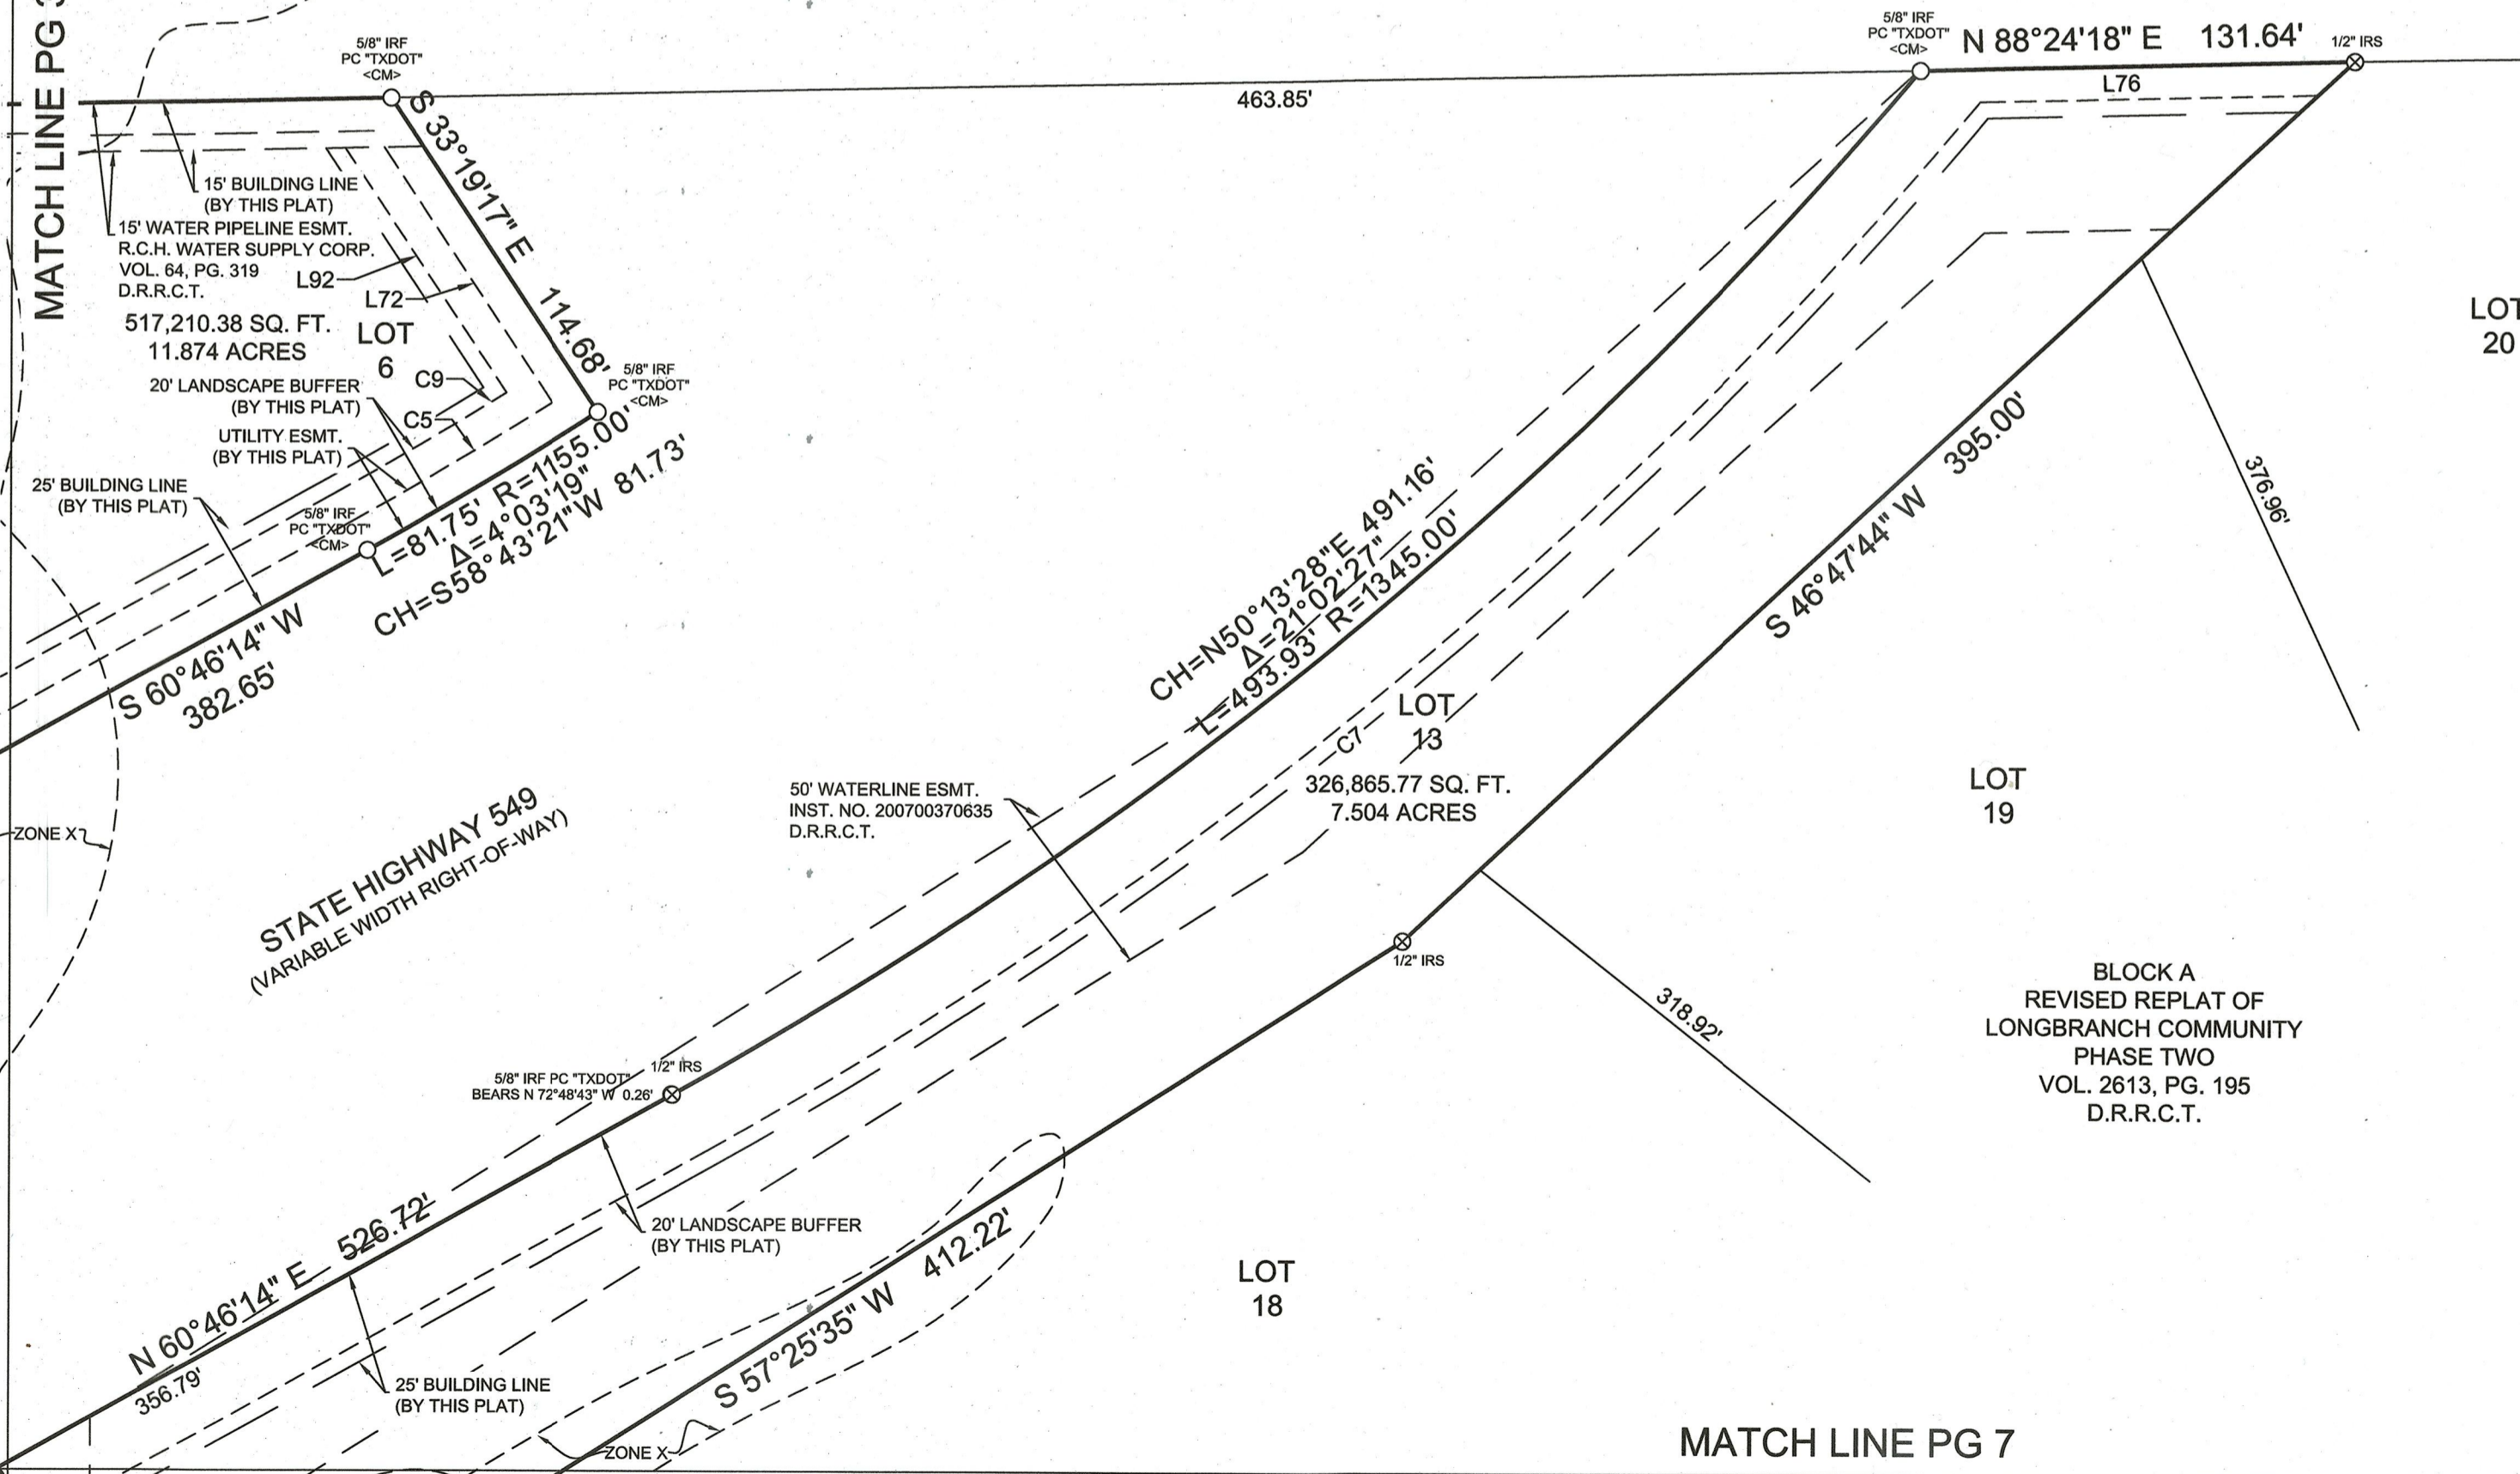 MATCH LINE PG
5/8" IRF
PC "TXDOT"
<CM>
5/8" IRF
PC "TXDOT"
<CM>
N 88°24'18" E 131.64'
1/2" IRS
L76
463.85'
S 33°19'17" E 114.68'
15' BUILDING LINE
(BY THIS PLAT)
15' WATER PIPELINE ESMT.
R.C.H. WATER SUPPLY CORP.
VOL. 64, PG. 319
D.R.R.C.T.
L92
L72
517,210.38 SQ. FT.
11.874 ACRES
LOT
6
C9
20' LANDSCAPE BUFFER
(BY THIS PLAT)
C5
UTILITY ESMT.
(BY THIS PLAT)
25' BUILDING LINE
(BY THIS PLAT)
5/8" IRF
PC "TXDOT"
<CM>
5/8" IRF
PC "TXDOT"
<CM>
L=81.75' R=1155.00'
Δ=4°03'19"
CH=S58°43'21"W 81.73'
S 60°46'14" W
382.65'
LOT
20
376.96'
S 46°47'44" W 395.00'
CH=N50°13'28"E 491.16'
Δ=21°02'27"
L=493.93' R=1345.00'
LOT
13
C7
326,865.77 SQ. FT.
7.504 ACRES
50' WATERLINE ESMT.
INST. NO. 200700370635
D.R.R.C.T.
LOT
19
ZONE X
STATE HIGHWAY 549
(VARIABLE WIDTH RIGHT-OF-WAY)
1/2" IRS
318.92'
BLOCK A
REVISED REPLAT OF
LONGBRANCH COMMUNITY
PHASE TWO
VOL. 2613, PG. 195
D.R.R.C.T.
1/2" IRS
5/8" IRF PC "TXDOT"
BEARS N 72°48'43" W 0.26'
20' LANDSCAPE BUFFER
(BY THIS PLAT)
N 60°46'14" E 526.72'
356.79'
25' BUILDING LINE
(BY THIS PLAT)
S 57°25'35" W 412.22'
LOT
18
ZONE X
MATCH LINE PG 7